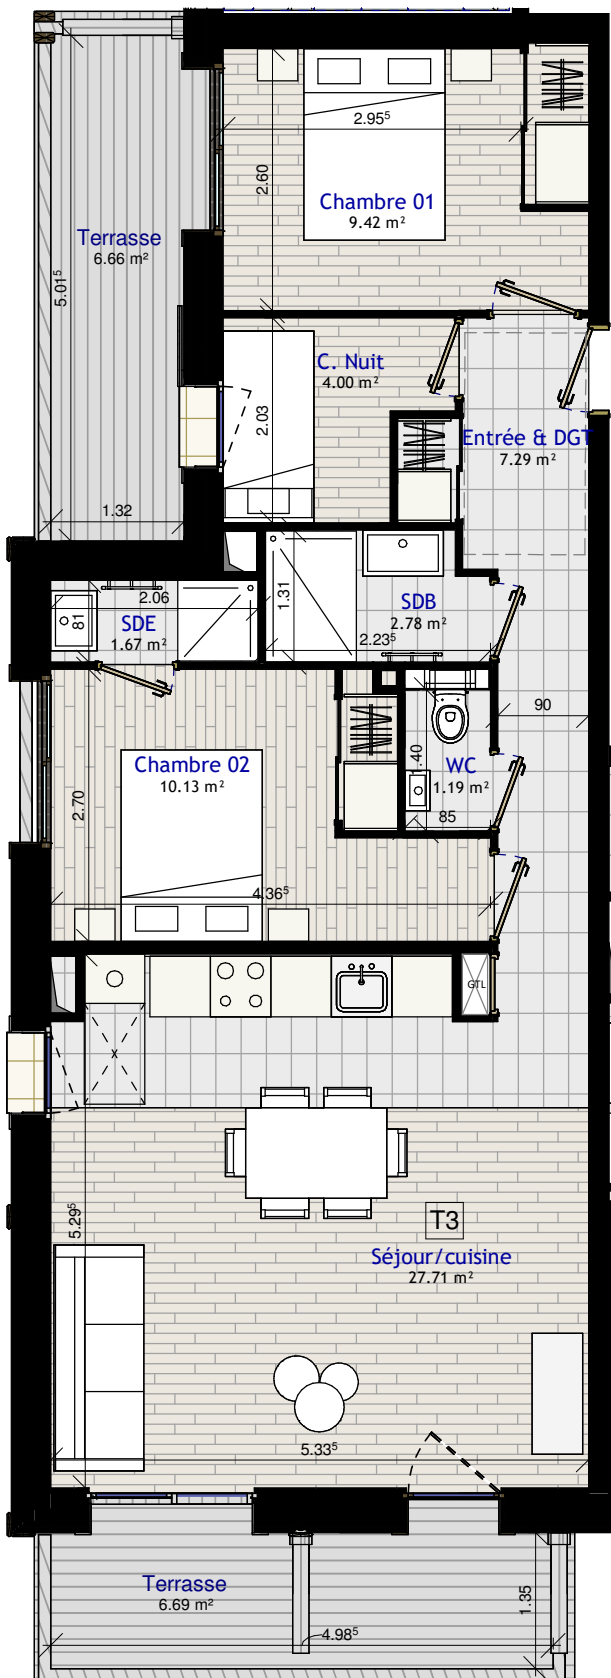 2.95⁵
2.60
Chambre 01
9.42 m²
Terrasse
6.66 m²
5.01⁵
C. Nuit
4.00 m²
2.03
Entrée & DGT
7.29 m²
1.32
2.06
81
SDE
1.67 m²
1.31
SDB
2.78 m²
2.23⁵
90
Chambre 02
10.13 m²
2.70
1.40
WC
1.19 m²
85
4.36⁵
GTL
X
T3
5.29⁵
Séjour/cuisine
27.71 m²
5.33⁵
Terrasse
6.69 m²
1.35
4.98⁵